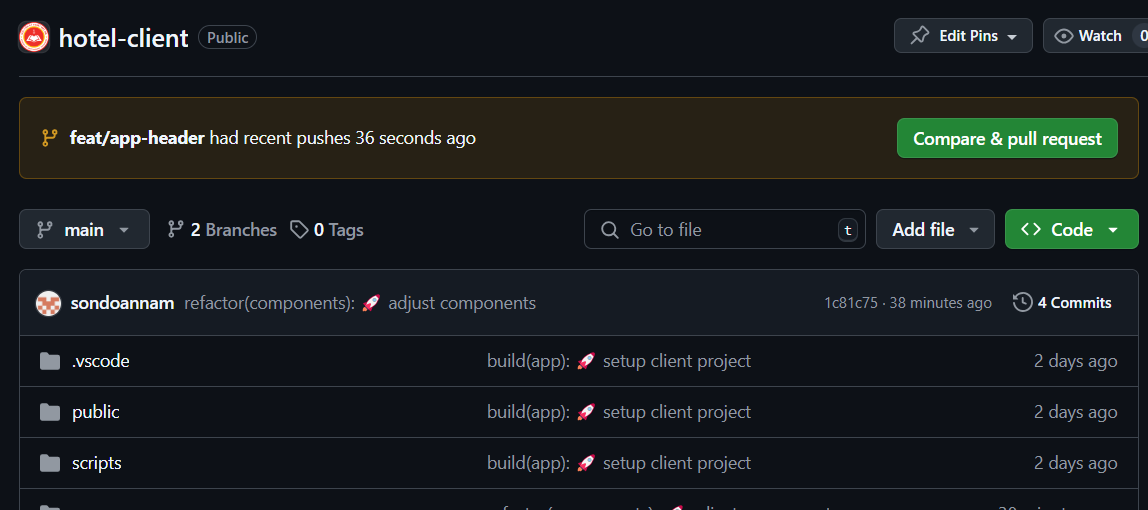 hotel-client Public Edit Pins Watch 0
feat/app-header had recent pushes 36 seconds ago Compare & pull request
main 2 Branches 0 Tags Go to file t Add file Code
sondoannam refactor(components): 🚀 adjust components 1c81c75 · 38 minutes ago 4 Commits
.vscode build(app): 🚀 setup client project 2 days ago
public build(app): 🚀 setup client project 2 days ago
scripts build(app): 🚀 setup client project 2 days ago